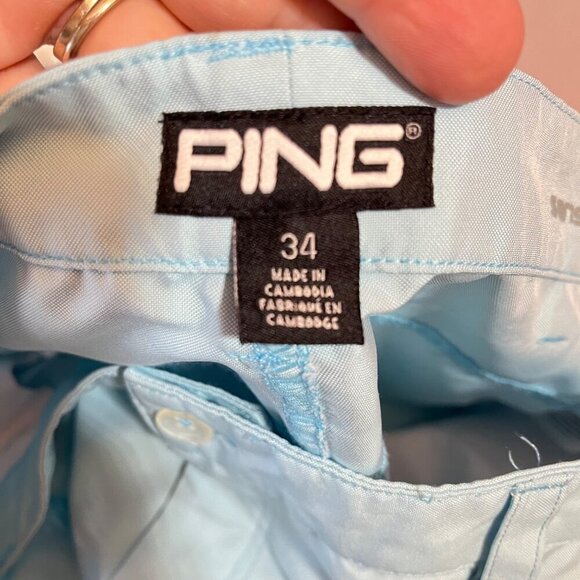 PING®
34
MADE IN
CAMBODIA
FABRIQUÉ EN
CAMBODGE